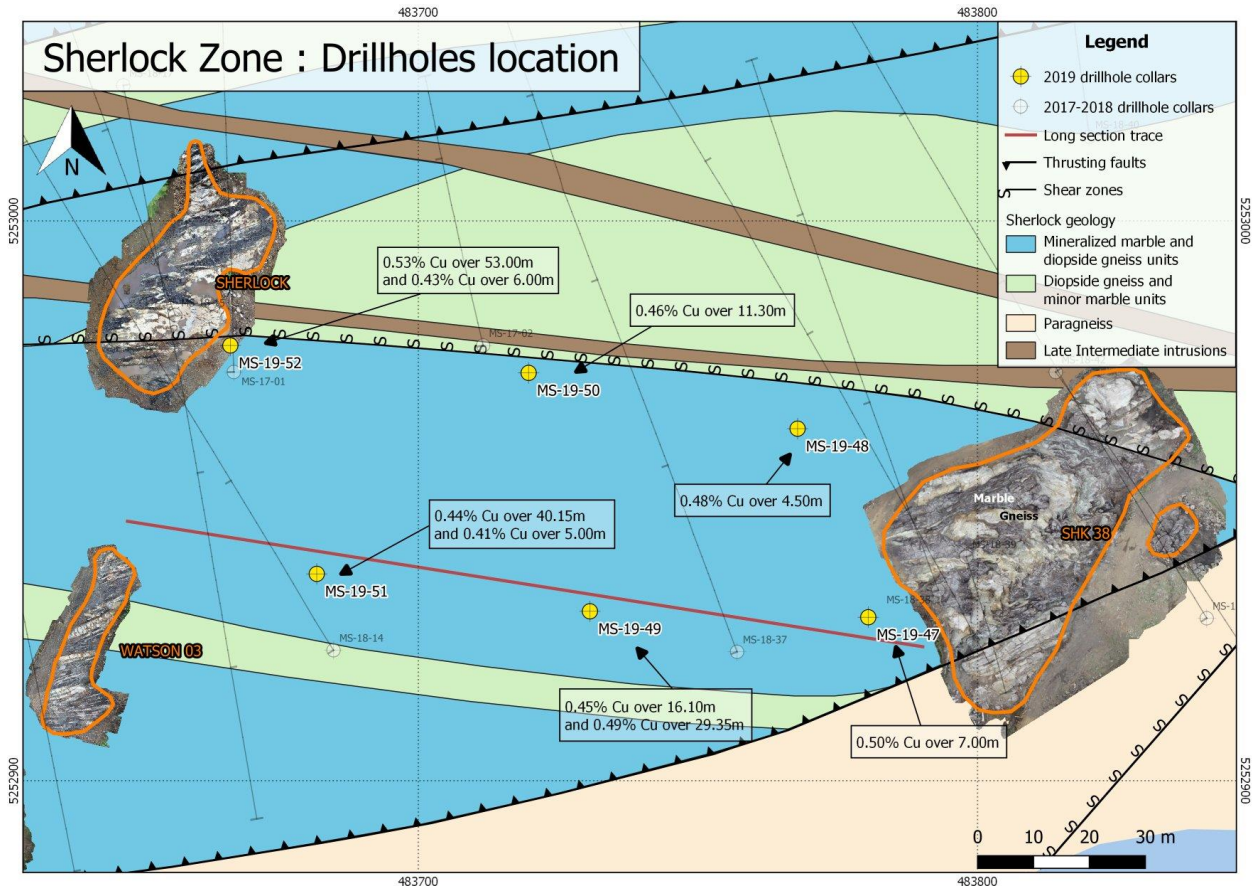 483700
483800
Sherlock Zone : Drillholes location
N
Legend
2019 drillhole collars
2017-2018 drillhole collars
Long section trace
Thrusting faults
S
Shear zones
Sherlock geology
Mineralized marble and
diopside gneiss units
Diopside gneiss and
minor marble units
Paragneiss
Late Intermediate intrusions
5253000
5253000
0.53% Cu over 53.00m
and 0.43% Cu over 6.00m
SHERLOCK
0.46% Cu over 11.30m
MS-17-02
MS-19-52
MS-17-01
MS-19-50
MS-19-48
0.48% Cu over 4.50m
Marble
Gneiss
SHK 38
MS-18-39
0.44% Cu over 40.15m
and 0.41% Cu over 5.00m
MS-19-51
MS-19-49
MS-19-47
MS-18-14
MS-18-37
WATSON 03
0.45% Cu over 16.10m
and 0.49% Cu over 29.35m
0.50% Cu over 7.00m
5252900
5252900
0 10 20 30 m
483700
483800